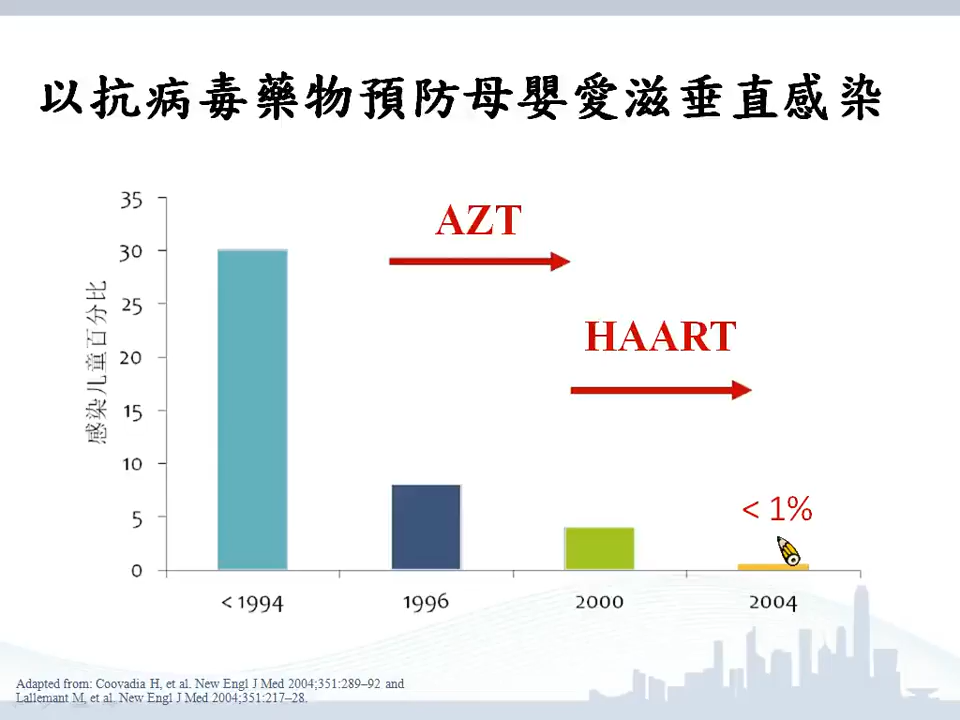 以抗病毒藥物預防母嬰愛滋垂直感染
感染儿童百分比
35
30
25
20
15
10
5
0
AZT
HAART
< 1%
< 1994
1996
2000
2004
Adapted from: Coovadia H, et al. New Engl J Med 2004;351:289–92 and
Lallemant M, et al. New Engl J Med 2004;351:217–28.